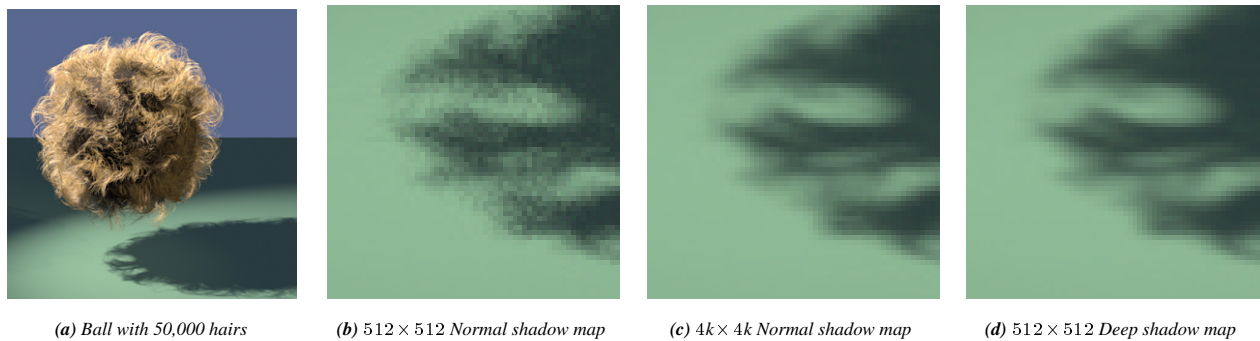 (a) Ball with 50,000 hairs
(b) 512 × 512 Normal shadow map
(c) 4k × 4k Normal shadow map
(d) 512 × 512 Deep shadow map